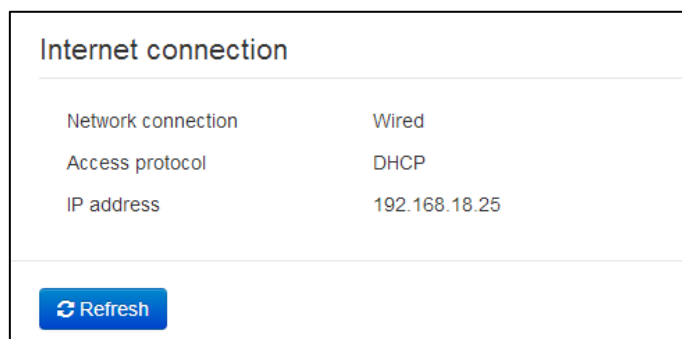 Internet connection
Network connection Wired
Access protocol DHCP
IP address 192.168.18.25
Refresh